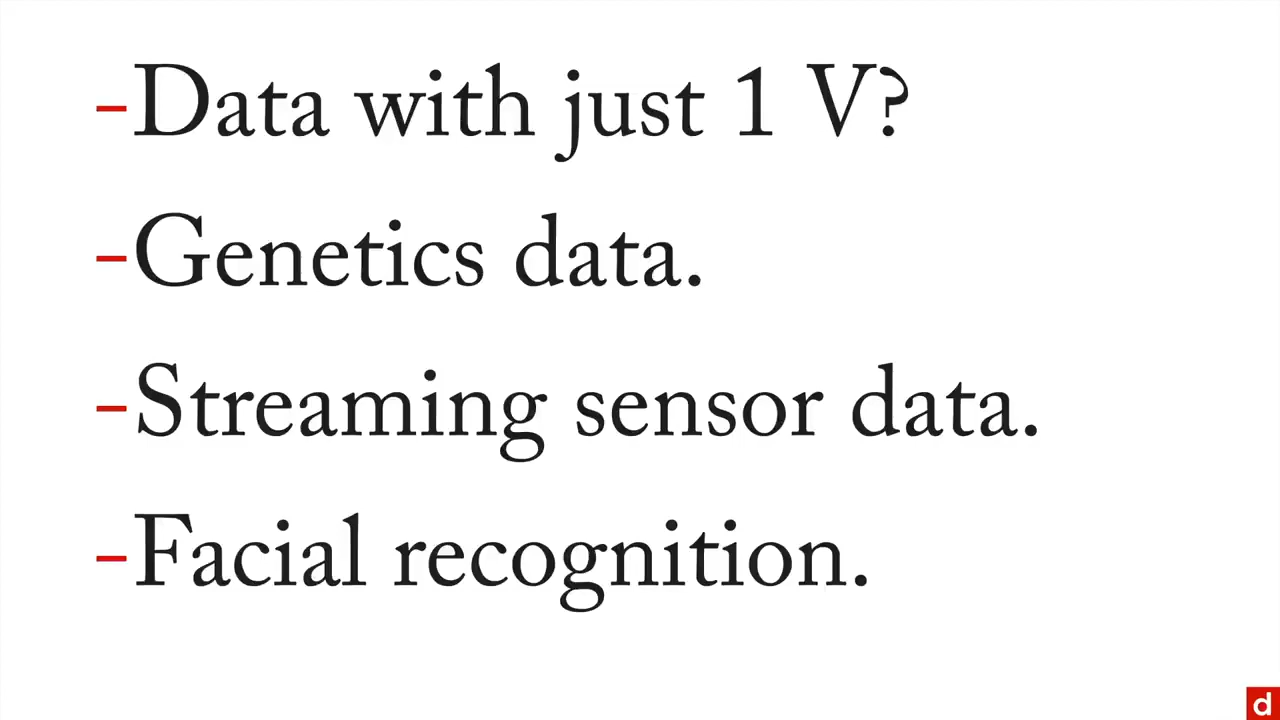 -Data with just 1 V?
-Genetics data.
-Streaming sensor data.
-Facial recognition.
d